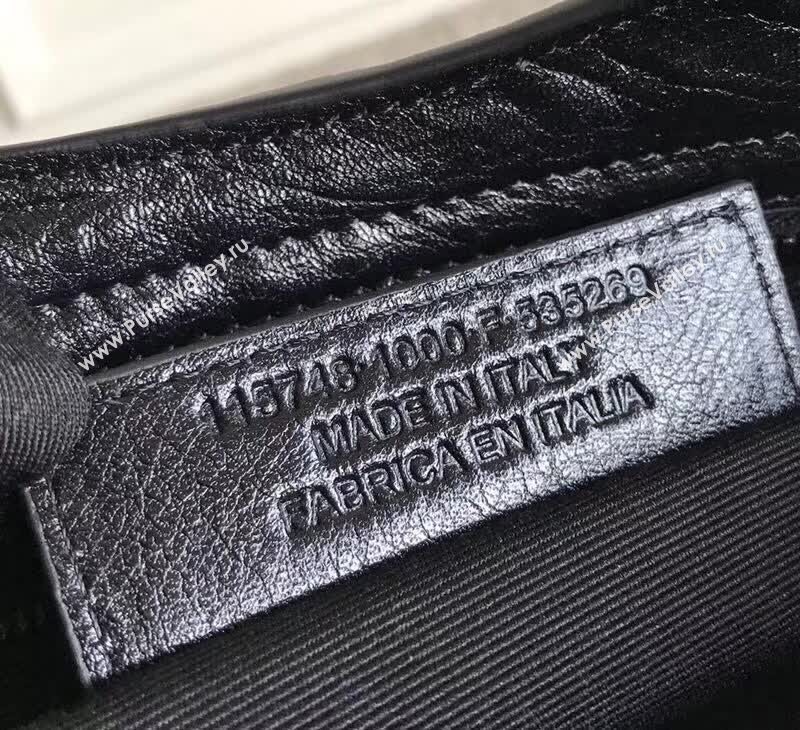 115748·1000·F·535269
MADE IN ITALY
FABRICA EN ITALIA
www.PurseValley.ru
www.PurseValley.ru